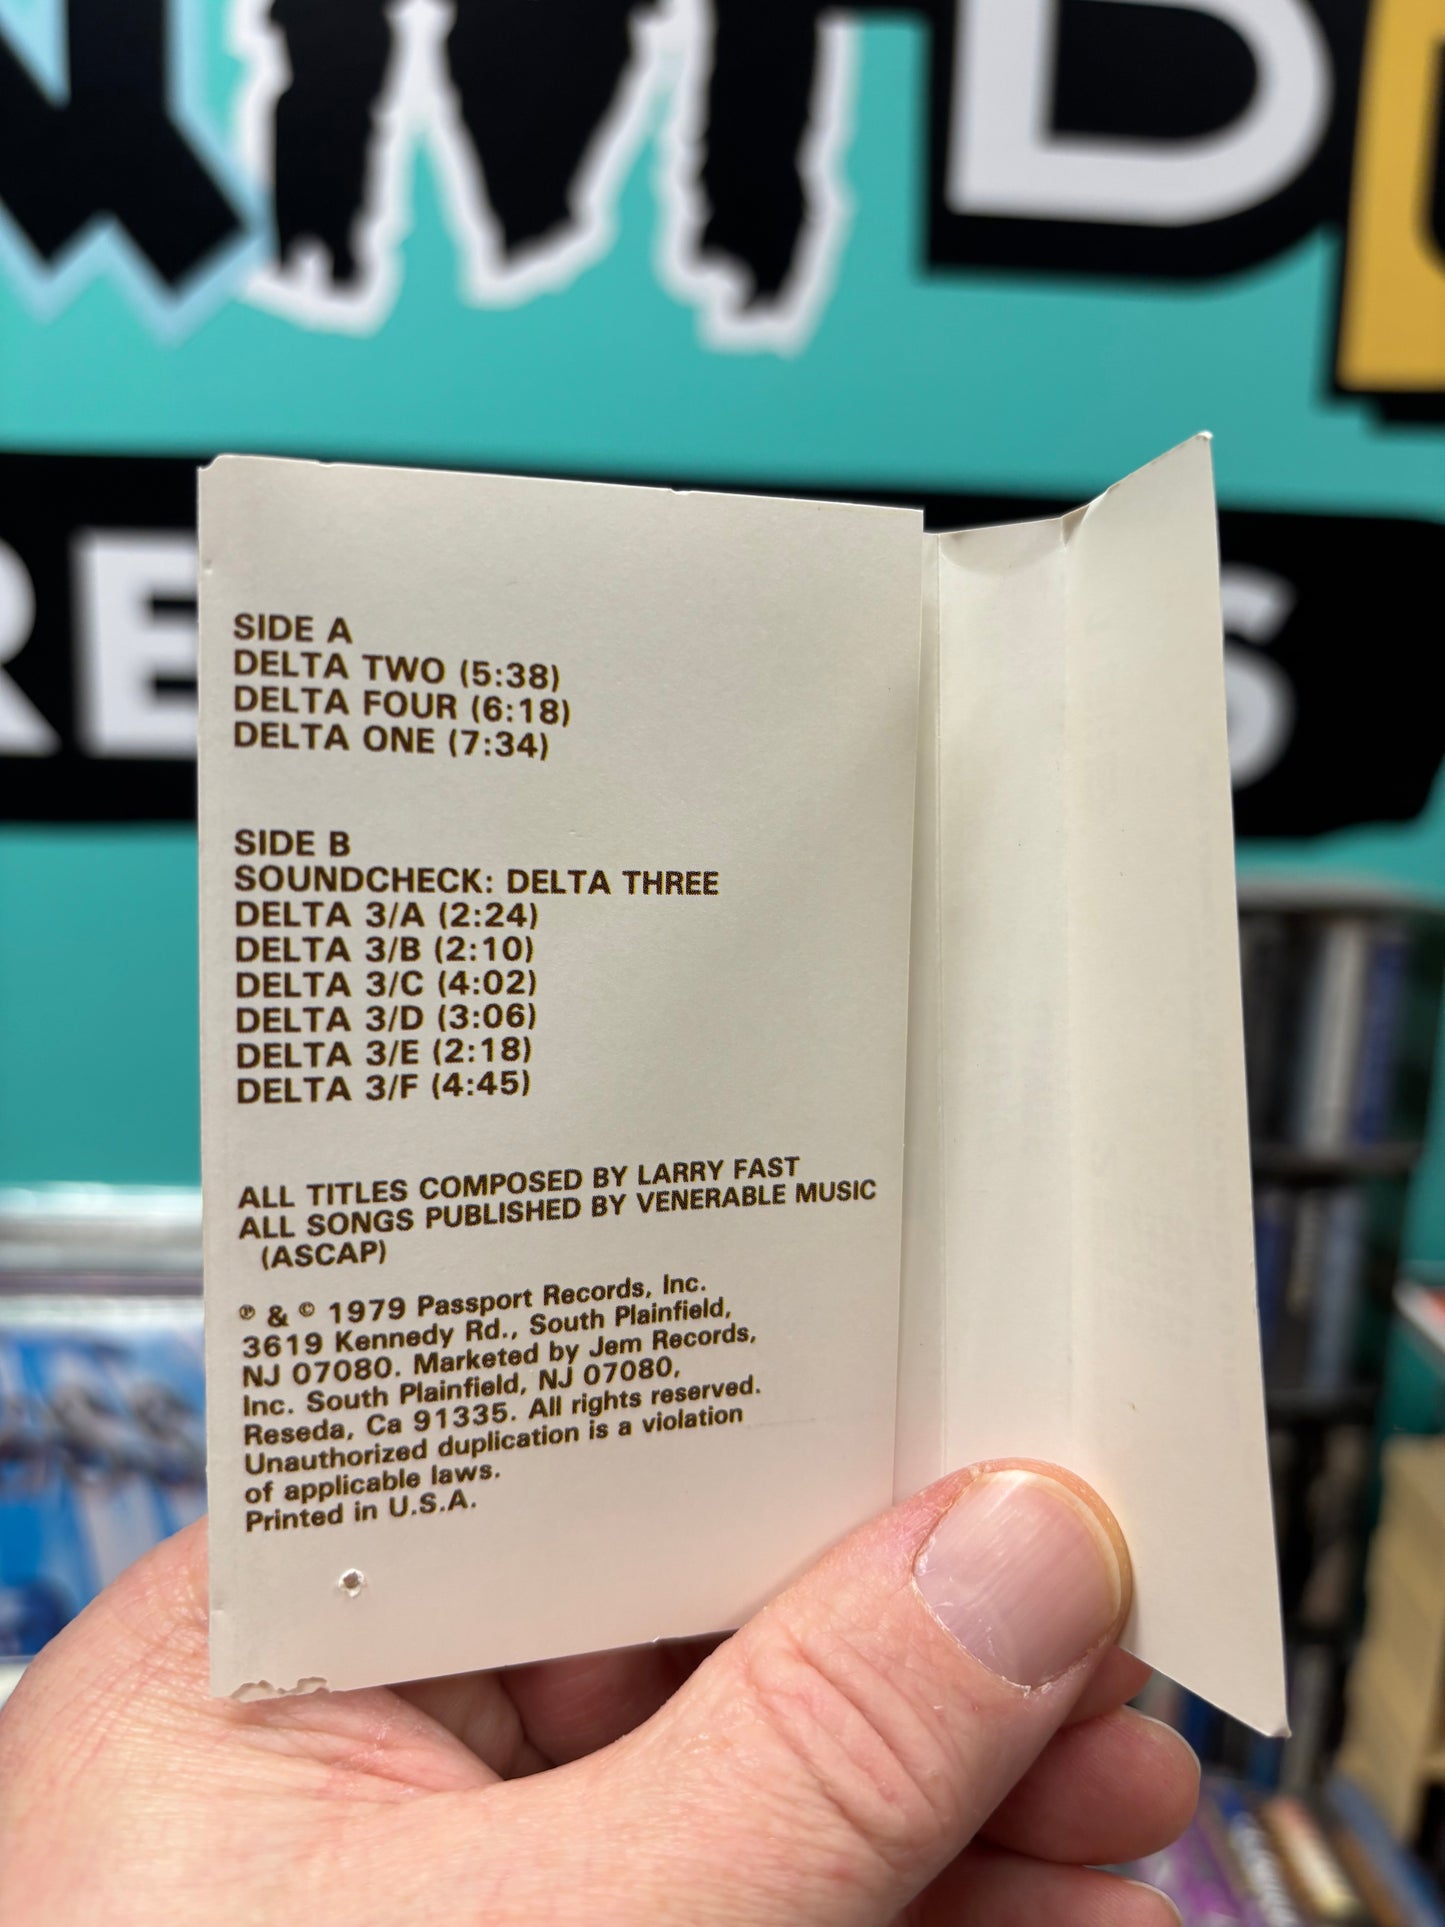 SIDE A
DELTA TWO (5:38)
DELTA FOUR (6:18)
DELTA ONE (7:34)
SIDE B
SOUNDCHECK: DELTA THREE
DELTA 3/A (2:24)
DELTA 3/B (2:10)
DELTA 3/C (4:02)
DELTA 3/D (3:06)
DELTA 3/E (2:18)
DELTA 3/F (4:45)
ALL TITLES COMPOSED BY LARRY FAST
ALL SONGS PUBLISHED BY VENERABLE MUSIC
(ASCAP)
℗ & © 1979 Passport Records, Inc.
3619 Kennedy Rd., South Plainfield,
NJ 07080. Marketed by Jem Records,
Inc. South Plainfield, NJ 07080,
Reseda, Ca 91335. All rights reserved.
Unauthorized duplication is a violation
of applicable laws.
Printed in U.S.A.